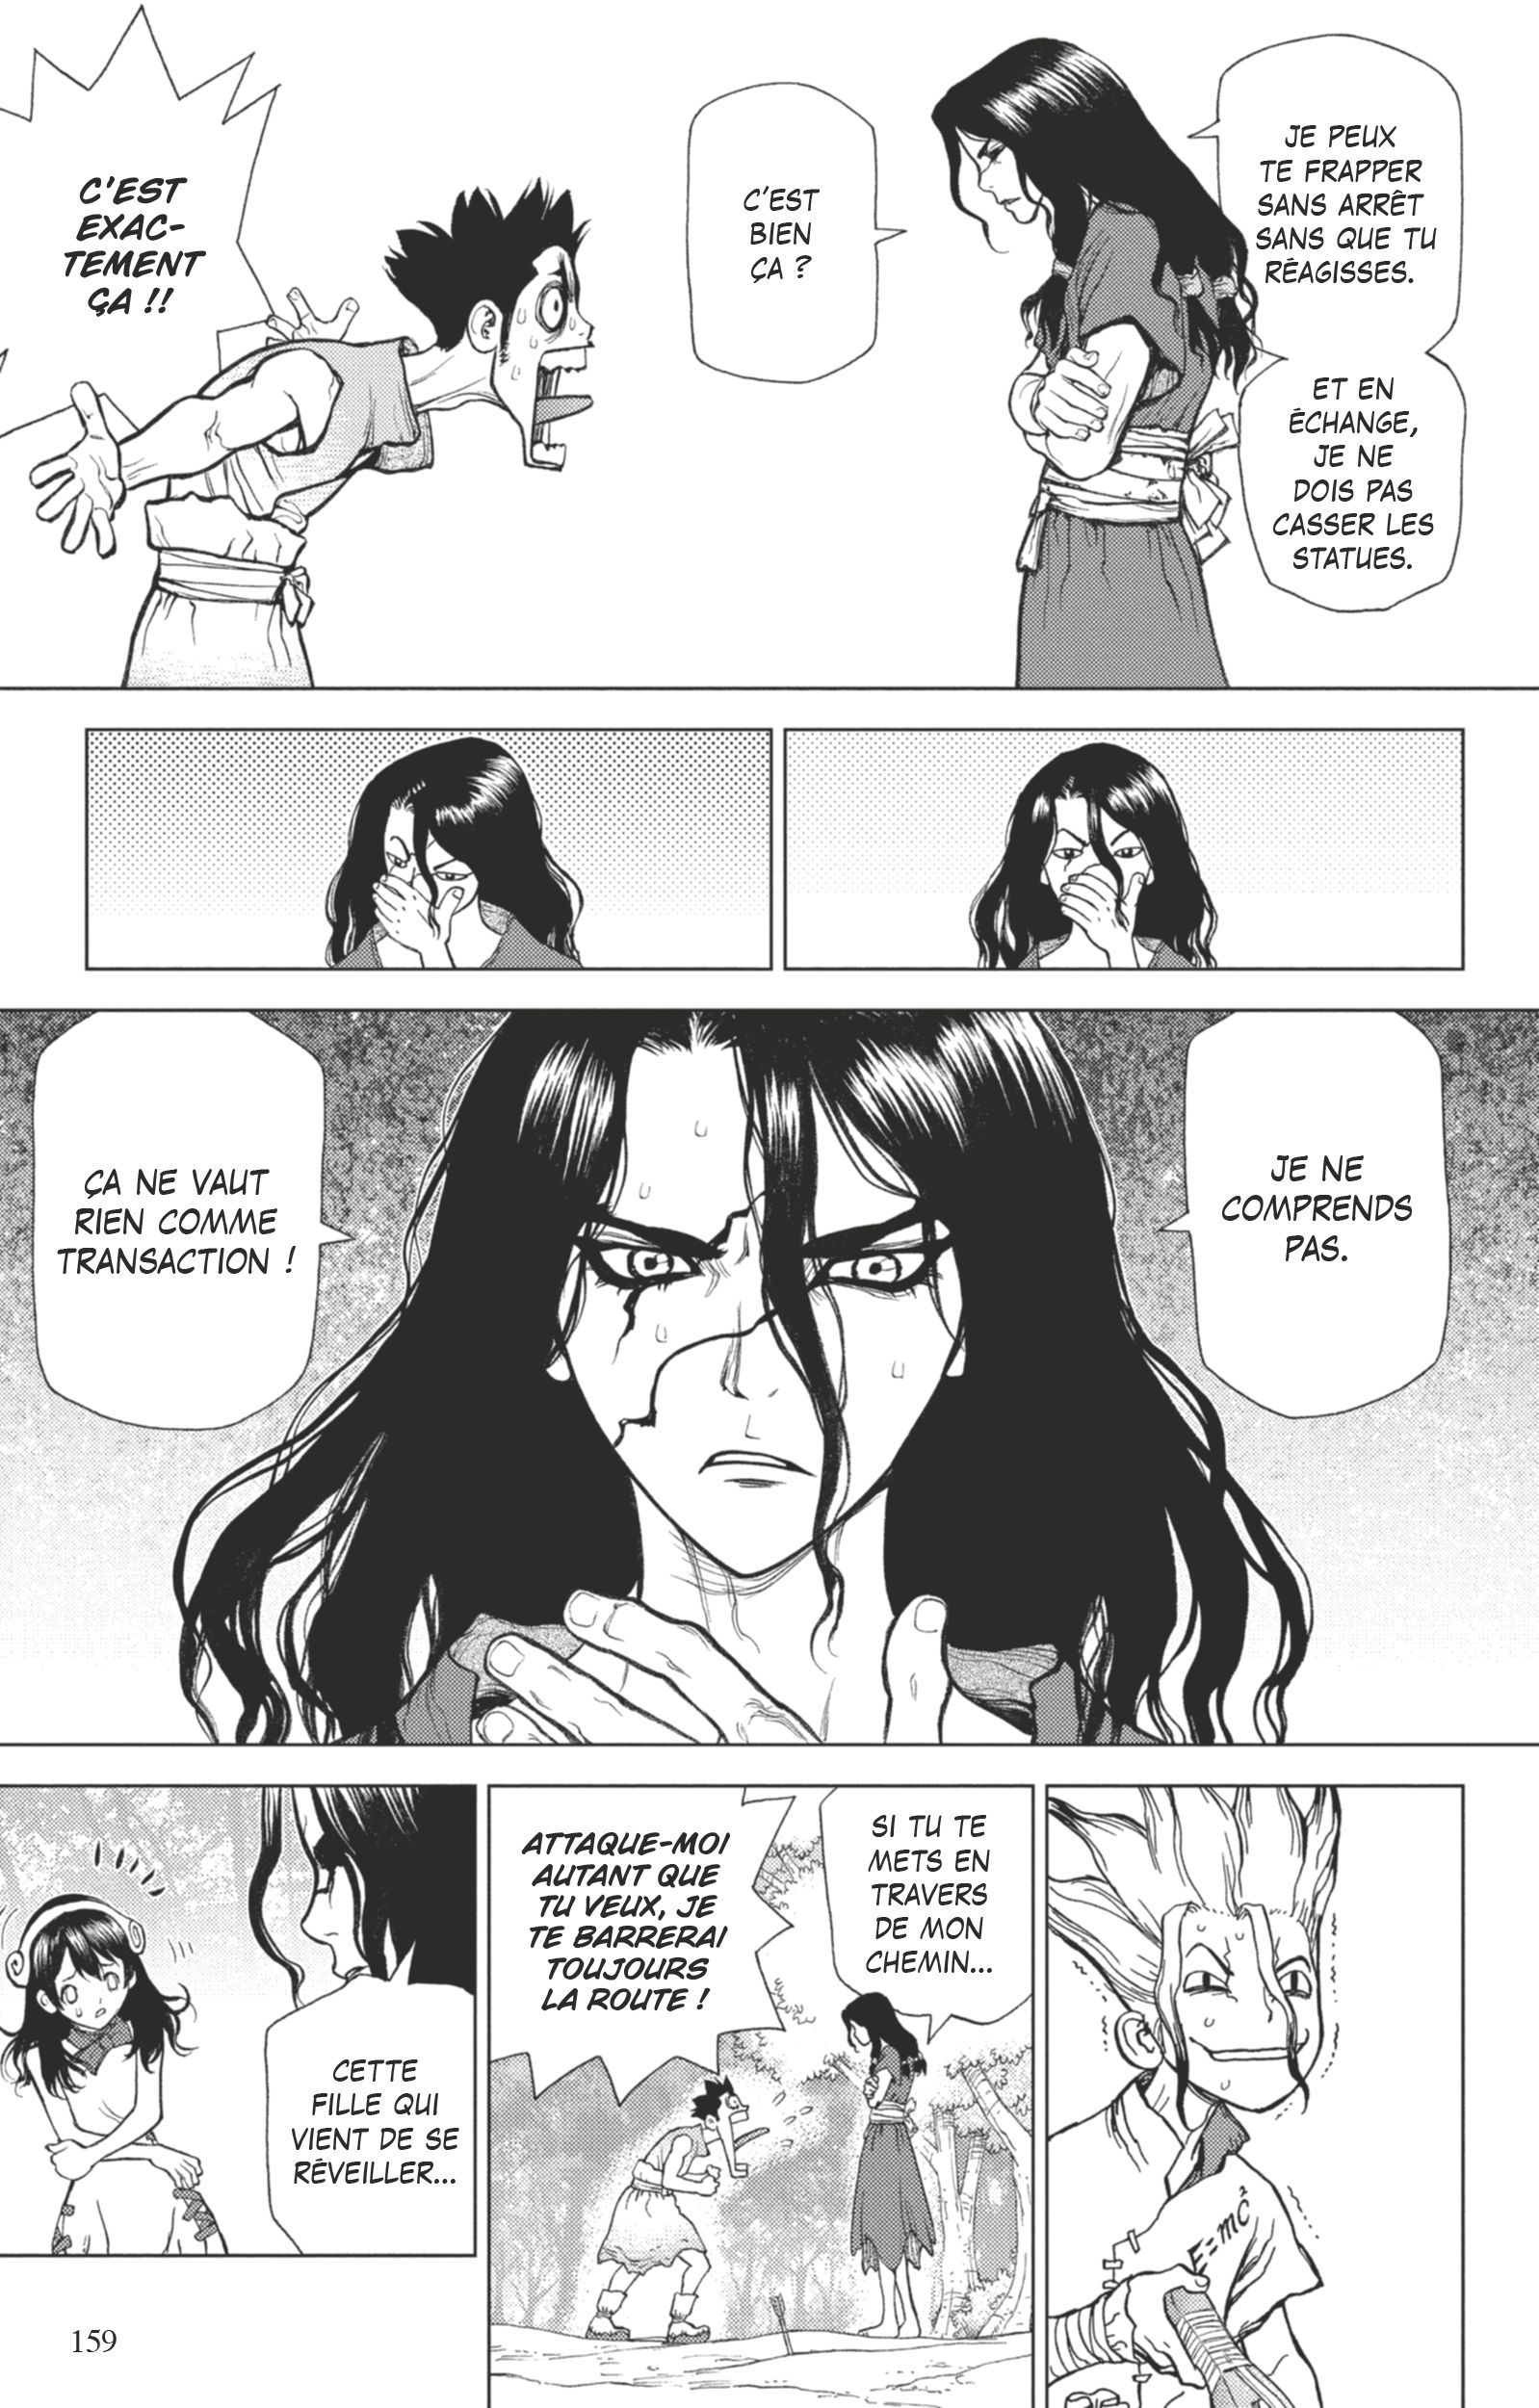 JE PEUX
TE FRAPPER
SANS ARRÊT
SANS QUE TU
RÉAGISSES.
ET EN
ÉCHANGE,
JE NE
DOIS PAS
CASSER LES
STATUES.
C'EST
BIEN
ÇA ?
C'EST
EXAC-
TEMENT
ÇA !!
JE NE
COMPRENDS
PAS.
ÇA NE VAUT
RIEN COMME
TRANSACTION !
E=mc²
SI TU TE
METS EN
TRAVERS
DE MON
CHEMIN...
ATTAQUE-MOI
AUTANT QUE
TU VEUX, JE
TE BARRERAI
TOUJOURS
LA ROUTE !
CETTE
FILLE QUI
VIENT DE SE
RÉVEILLER...
159